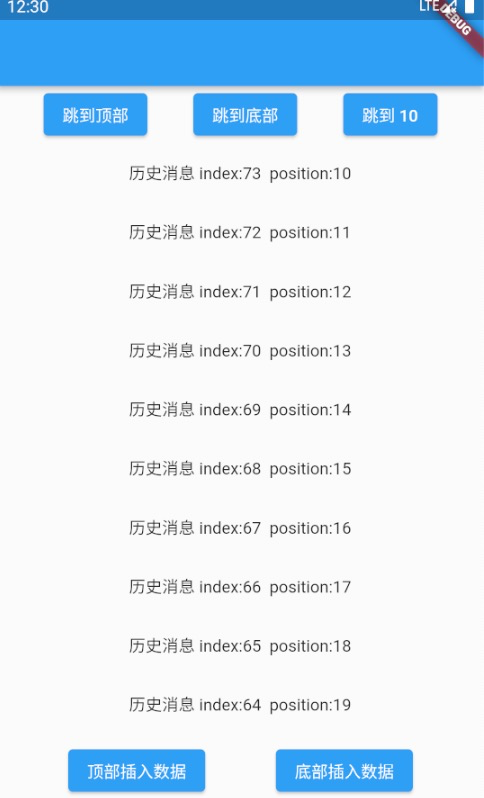 12:30
LTE
DEBUG
跳到顶部 跳到底部 跳到 10
历史消息 index:73 position:10
历史消息 index:72 position:11
历史消息 index:71 position:12
历史消息 index:70 position:13
历史消息 index:69 position:14
历史消息 index:68 position:15
历史消息 index:67 position:16
历史消息 index:66 position:17
历史消息 index:65 position:18
历史消息 index:64 position:19
顶部插入数据 底部插入数据